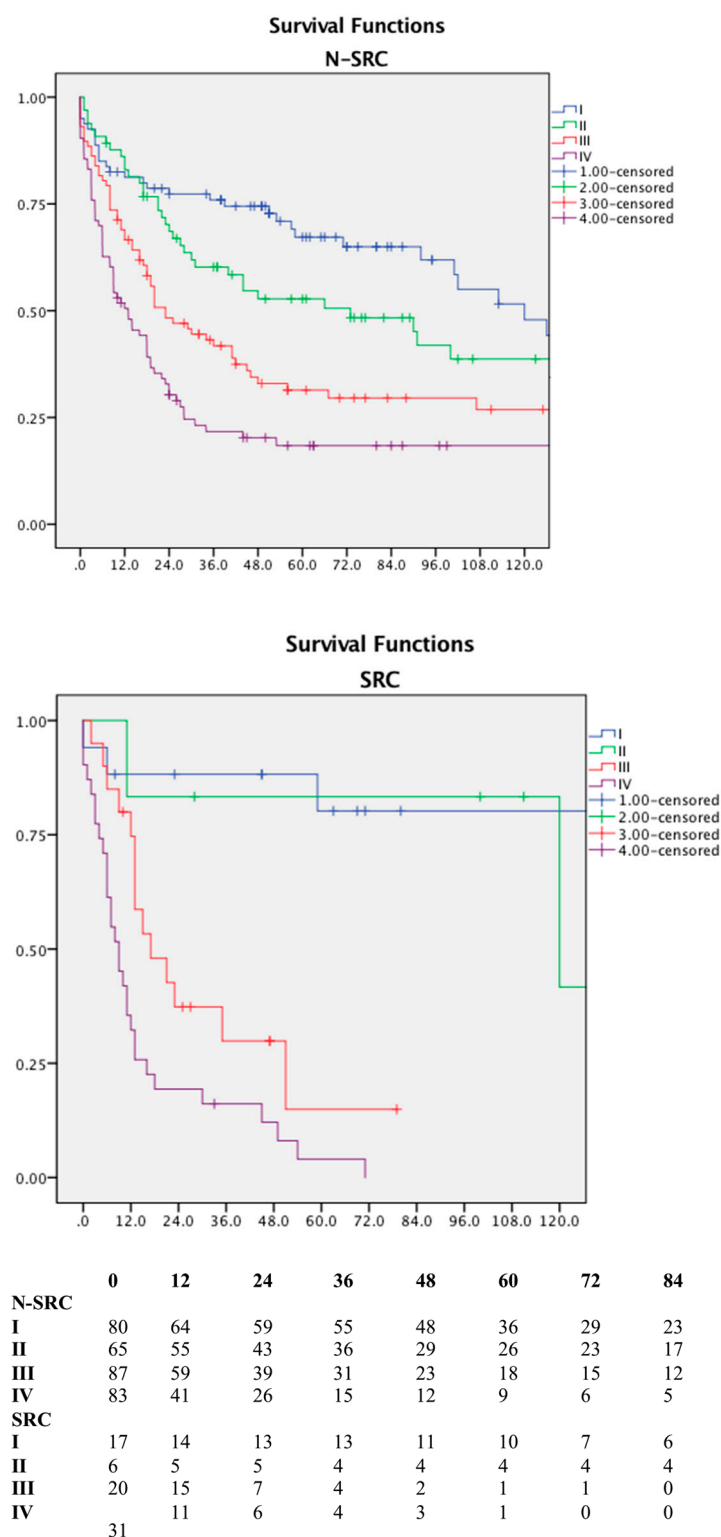 Survival Functions
N-SRC
1.00
0.75
0.50
0.25
0.00
.0 12.0 24.0 36.0 48.0 60.0 72.0 84.0 96.0 108.0 120.0
I
II
III
IV
1.00-censored
2.00-censored
3.00-censored
4.00-censored
Survival Functions
SRC
1.00
0.75
0.50
0.25
0.00
.0 12.0 24.0 36.0 48.0 60.0 72.0 84.0 96.0 108.0 120.0
I
II
III
IV
1.00-censored
2.00-censored
3.00-censored
4.00-censored
0 12 24 36 48 60 72 84
N-SRC
I 80 64 59 55 48 36 29 23
II 65 55 43 36 29 26 23 17
III 87 59 39 31 23 18 15 12
IV 83 41 26 15 12 9 6 5
SRC
I 17 14 13 13 11 10 7 6
II 6 5 5 4 4 4 4 4
III 20 15 7 4 2 1 1 0
IV 11 6 4 3 1 0 0
31